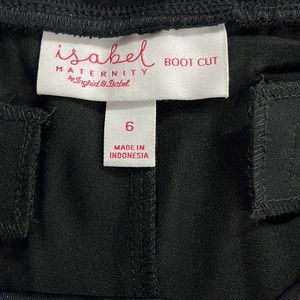 isabel
MATERNITY
by Ingrid & Isabel
BOOT CUT
6
MADE IN
INDONESIA